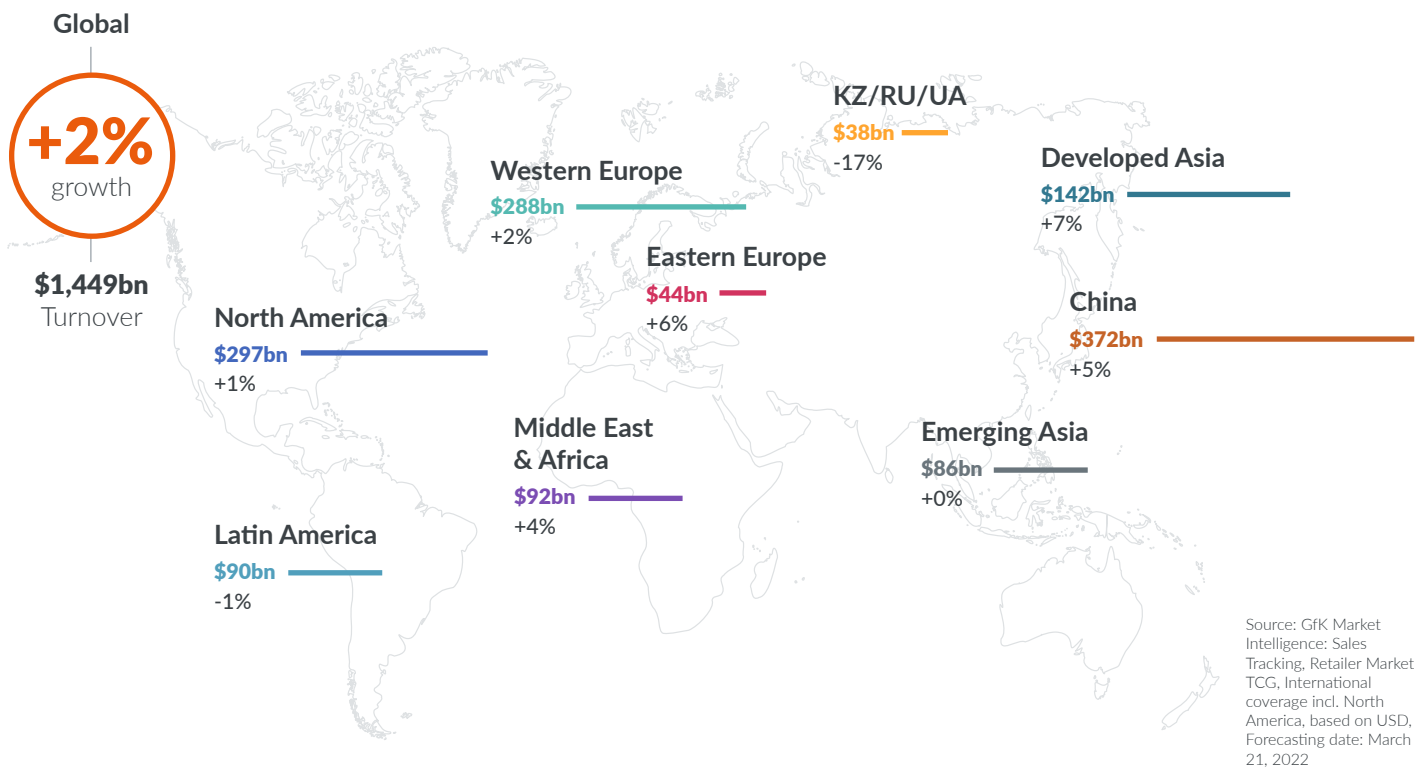 Global
+2%
growth
$1,449bn
Turnover
KZ/RU/UA
$38bn
-17%
Western Europe
$288bn
+2%
Developed Asia
$142bn
+7%
Eastern Europe
$44bn
+6%
North America
$297bn
+1%
China
$372bn
+5%
Middle East
& Africa
$92bn
+4%
Emerging Asia
$86bn
+0%
Latin America
$90bn
-1%
Source: GfK Market
Intelligence: Sales
Tracking, Retailer Market
TCG, International
coverage incl. North
America, based on USD,
Forecasting date: March
21, 2022